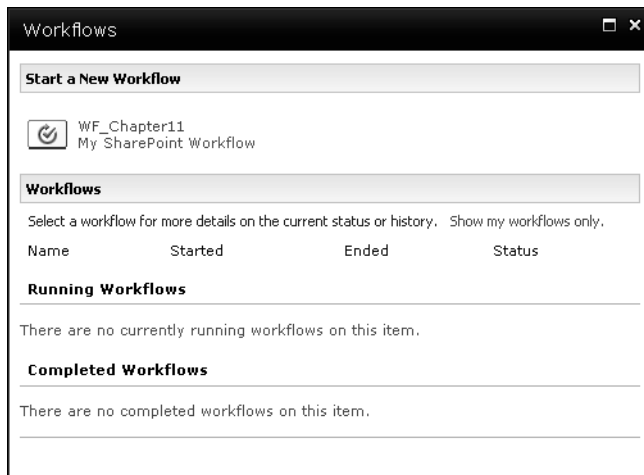 Workflows
Start a New Workflow
WF_Chapter11
My SharePoint Workflow
Workflows
Select a workflow for more details on the current status or history. Show my workflows only.
Name Started Ended Status
Running Workflows
There are no currently running workflows on this item.
Completed Workflows
There are no completed workflows on this item.